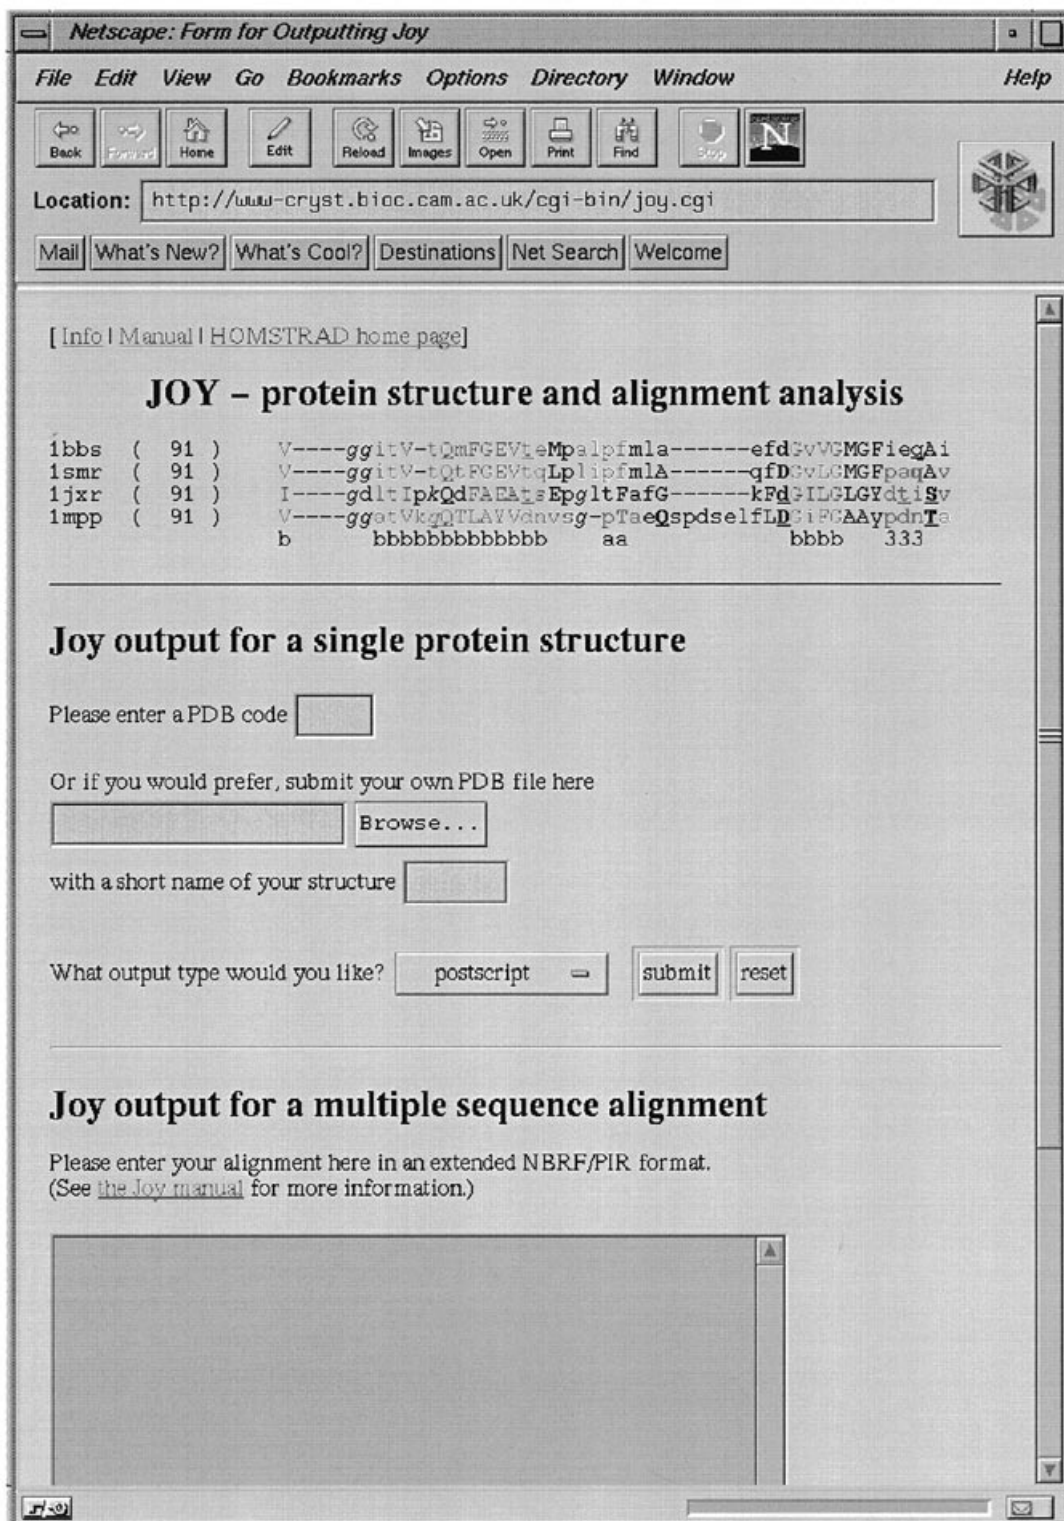 Netscape: Form for Outputting Joy
File Edit View Go Bookmarks Options Directory Window Help
Back Forward Home Edit Reload Images Open Print Find Stop N
Location: http://www-cryst.bioc.cam.ac.uk/cgi-bin/joy.cgi
Mail What's New? What's Cool? Destinations Net Search Welcome
[ Info | Manual | HOMSTRAD home page]
JOY – protein structure and alignment analysis
1bbs ( 91 ) V----ggitV-tQmFGEVteMpalpfmla-------efdGvVGMGFieqAi
1smr ( 91 ) V----ggitV-tQtFGEVtqLplipfmlA------qfDGvLGMGFpaqAv
1jxr ( 91 ) I----gdltIpkQdFAEAtsEpgltFafG------kFdGILGLGYdtiSv
1mpp ( 91 ) V----ggatVkgQTLAYVdnvsg-pTaeQspdselfLDGiFGAAypdnTa
b bbbbbbbbbbbbb aa bbbb 333
Joy output for a single protein structure
Please enter a PDB code
Or if you would prefer, submit your own PDB file here
Browse...
with a short name of your structure
What output type would you like? postscript submit reset
Joy output for a multiple sequence alignment
Please enter your alignment here in an extended NBRF/PIR format.
(See the Joy manual for more information.)